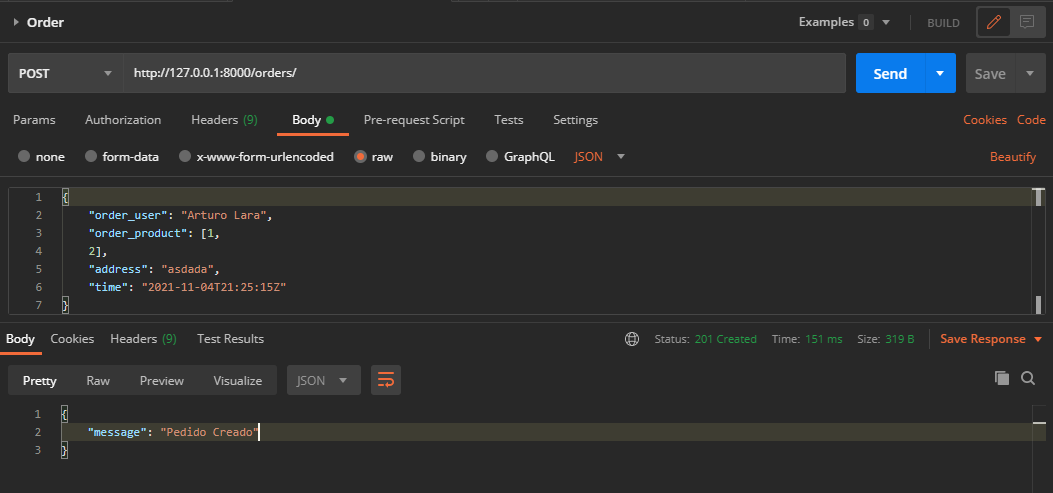 Order Examples 0 BUILD
POST http://127.0.0.1:8000/orders/ Send Save
Params Authorization Headers (9) Body Pre-request Script Tests Settings Cookies Code
none form-data x-www-form-urlencoded raw binary GraphQL JSON Beautify
1 {
2 "order_user": "Arturo Lara",
3 "order_product": [1,
4 2],
5 "address": "asdada",
6 "time": "2021-11-04T21:25:15Z"
7 }
Body Cookies Headers (9) Test Results Status: 201 Created Time: 151 ms Size: 319 B Save Response
Pretty Raw Preview Visualize JSON
1 {
2 "message": "Pedido Creado"
3 }